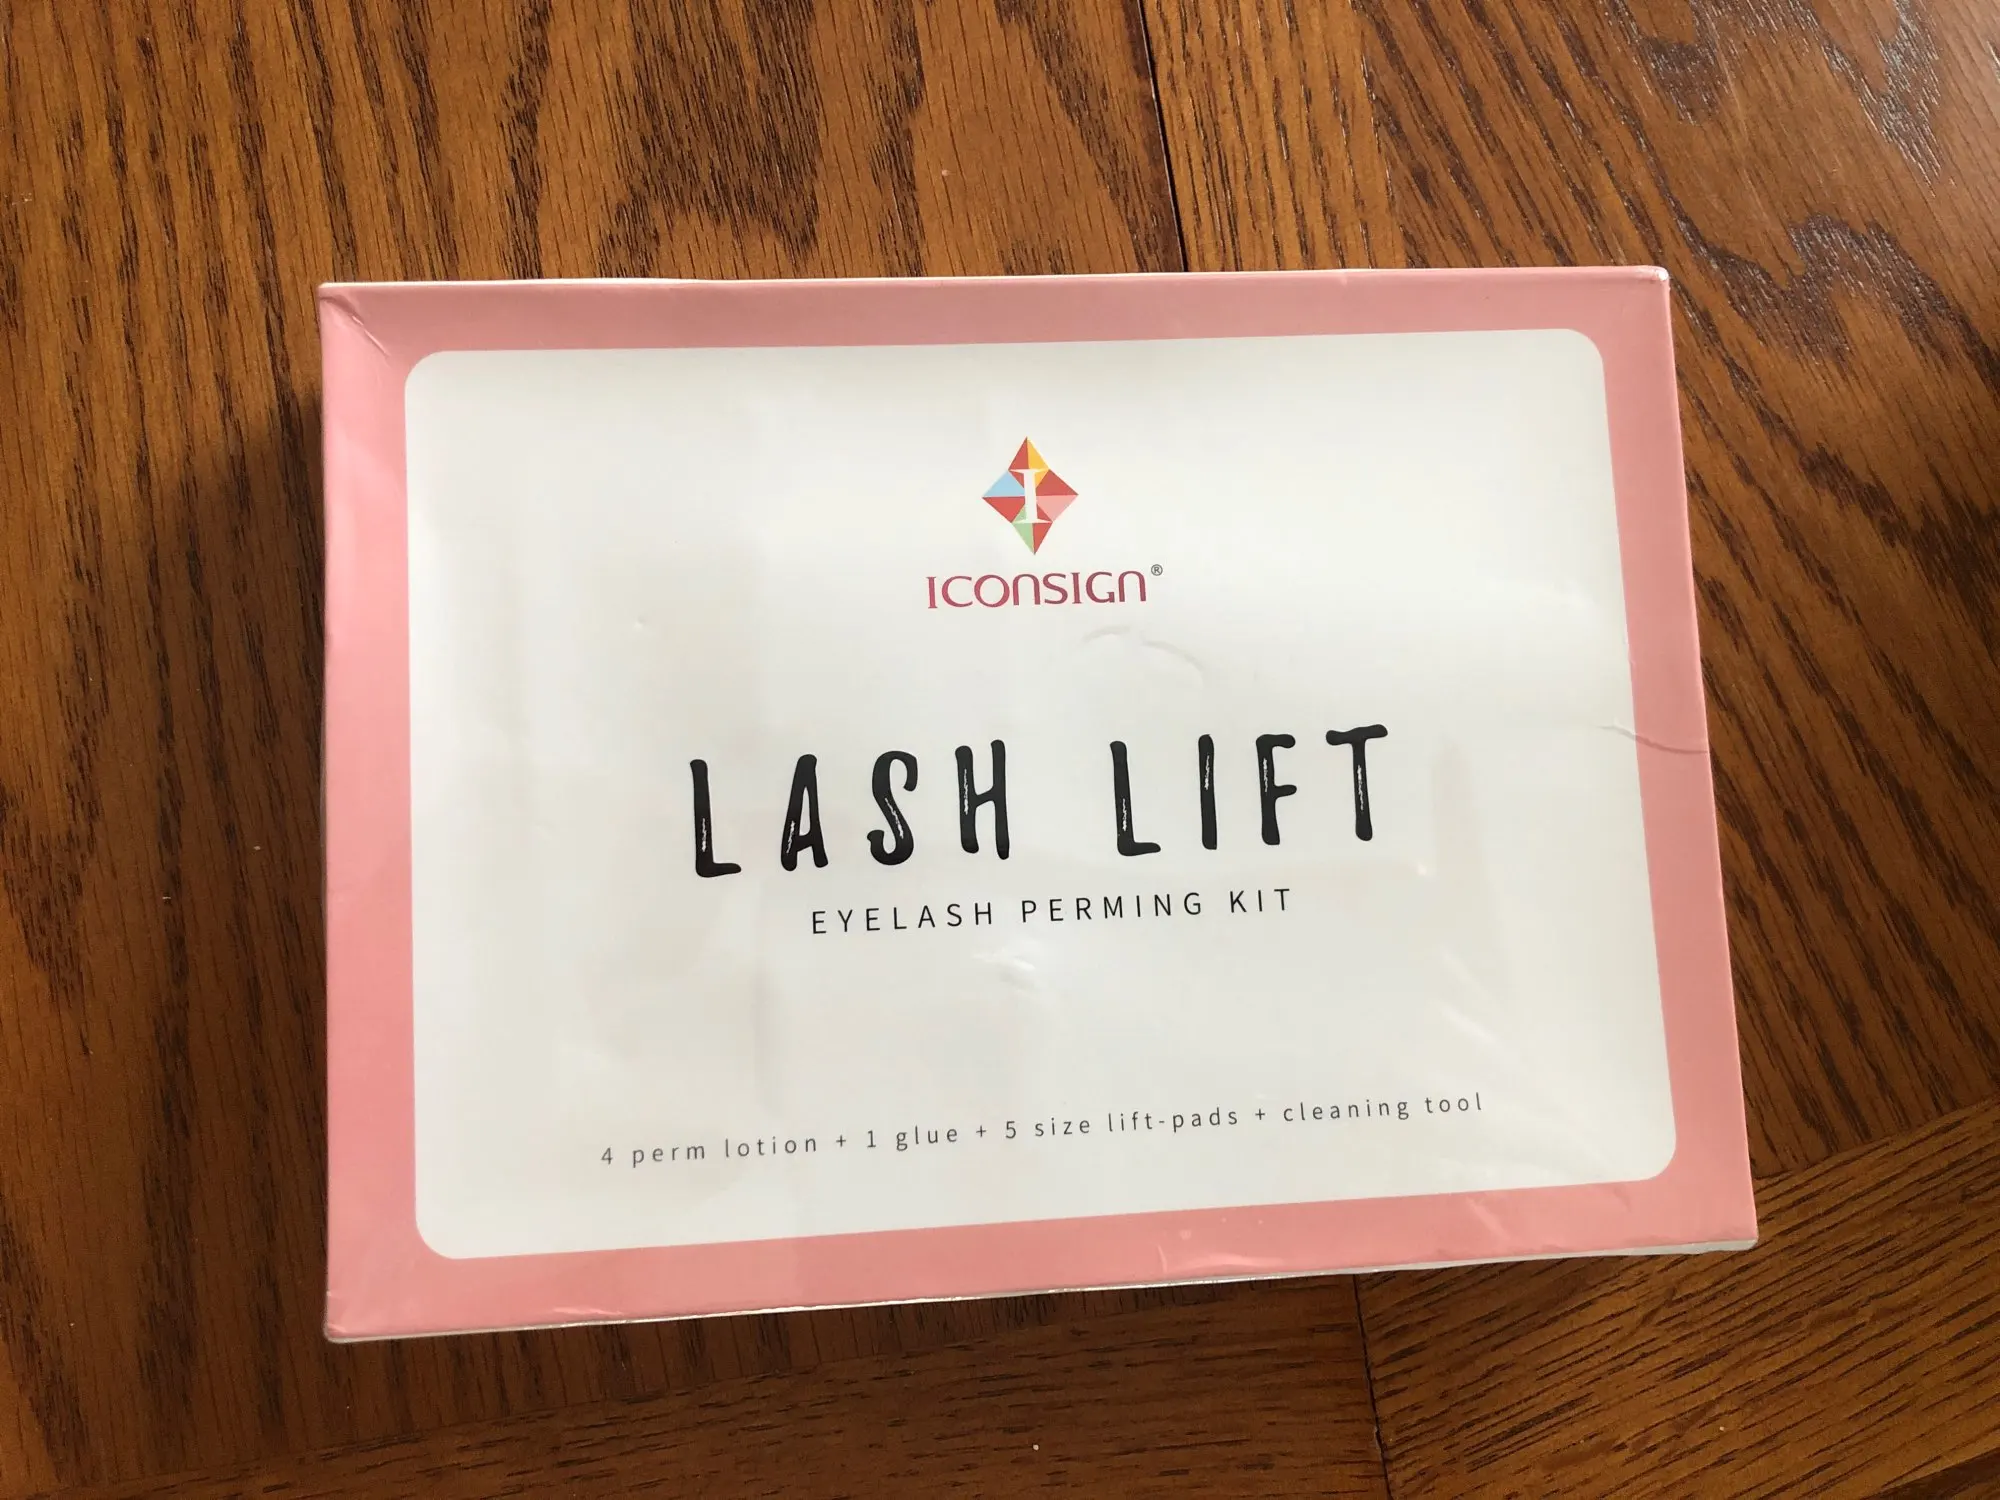 I
ICONSIGN®
LASH LIFT
EYELASH PERMING KIT
4 perm lotion + 1 glue + 5 size lift-pads + cleaning tool